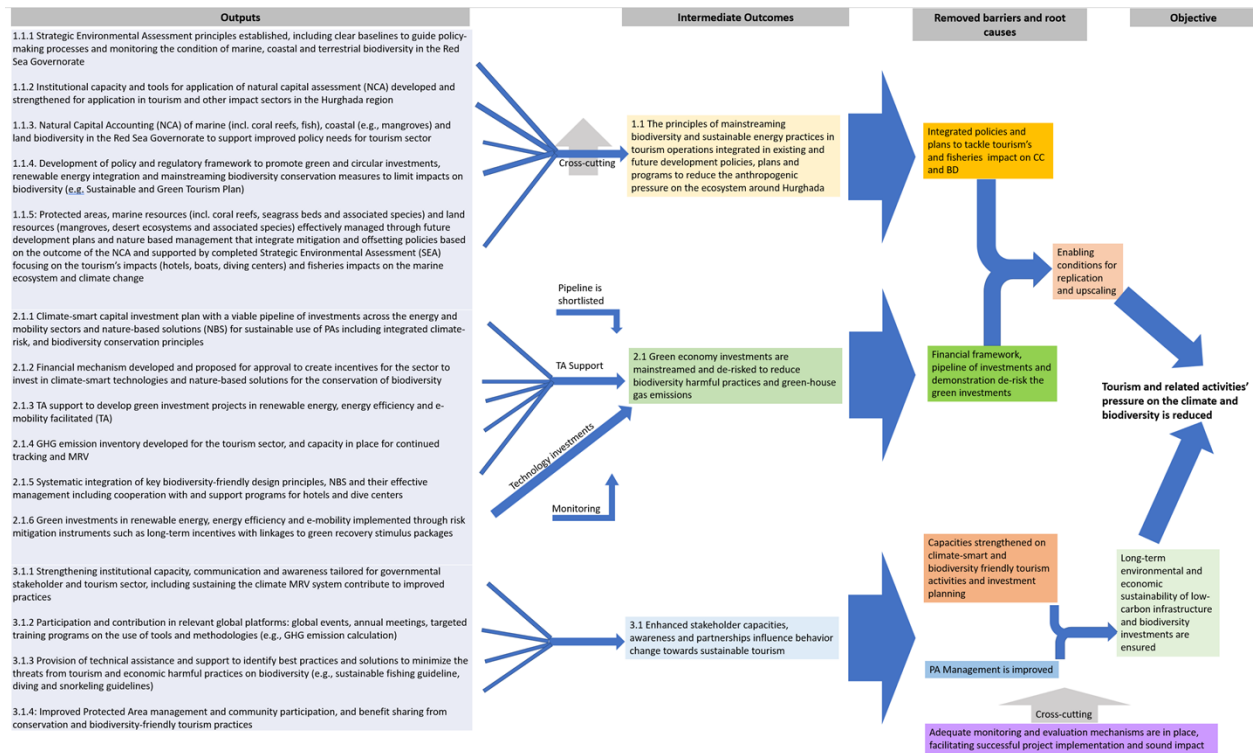 Outputs
Intermediate Outcomes
Removed barriers and root
causes
Objective
1.1.1 Strategic Environmental Assessment principles established, including clear baselines to guide policy-
making processes and monitoring the condition of marine, coastal and terrestrial biodiversity in the Red
Sea Governorate
1.1.2 Institutional capacity and tools for application of natural capital assessment (NCA) developed and
strengthened for application in tourism and other impact sectors in the Hurghada region
1.1.3. Natural Capital Accounting (NCA) of marine (incl. coral reefs, fish), coastal (e.g., mangroves) and
land biodiversity in the Red Sea Governorate to support improved policy needs for tourism sector
1.1.4. Development of policy and regulatory framework to promote green and circular investments,
renewable energy integration and mainstreaming biodiversity conservation measures to limit impacts on
biodiversity (e.g. Sustainable and Green Tourism Plan)
1.1.5: Protected areas, marine resources (incl. coral reefs, seagrass beds and associated species) and land
resources (mangroves, desert ecosystems and associated species) effectively managed through future
development plans and nature based management that integrate mitigation and offsetting policies based
on the outcome of the NCA and supported by completed Strategic Environmental Assessment (SEA)
focusing on the tourism's impacts (hotels, boats, diving centers) and fisheries impacts on the marine
ecosystem and climate change
2.1.1 Climate-smart capital investment plan with a viable pipeline of investments across the energy and
mobility sectors and nature-based solutions (NBS) for sustainable use of PAs including integrated climate-
risk, and biodiversity conservation principles
2.1.2 Financial mechanism developed and proposed for approval to create incentives for the sector to
invest in climate-smart technologies and nature-based solutions for the conservation of biodiversity
2.1.3 TA support to develop green investment projects in renewable energy, energy efficiency and e-
mobility facilitated (TA)
2.1.4 GHG emission inventory developed for the tourism sector, and capacity in place for continued
tracking and MRV
2.1.5 Systematic integration of key biodiversity-friendly design principles, NBS and their effective
management including cooperation with and support programs for hotels and dive centers
2.1.6 Green investments in renewable energy, energy efficiency and e-mobility implemented through risk
mitigation instruments such as long-term incentives with linkages to green recovery stimulus packages
3.1.1 Strengthening institutional capacity, communication and awareness tailored for governmental
stakeholder and tourism sector, including sustaining the climate MRV system contribute to improved
practices
3.1.2 Participation and contribution in relevant global platforms: global events, annual meetings, targeted
training programs on the use of tools and methodologies (e.g., GHG emission calculation)
3.1.3 Provision of technical assistance and support to identify best practices and solutions to minimize the
threats from tourism and economic harmful practices on biodiversity (e.g., sustainable fishing guideline,
diving and snorkeling guidelines)
3.1.4: Improved Protected Area management and community participation, and benefit sharing from
conservation and biodiversity-friendly tourism practices
Cross-cutting
1.1 The principles of mainstreaming
biodiversity and sustainable energy practices in
tourism operations integrated in existing and
future development policies, plans and
programs to reduce the anthropogenic
pressure on the ecosystem around Hurghada
Pipeline is
shortlisted
TA Support
Technology investments
Monitoring
2.1 Green economy investments are
mainstreamed and de-risked to reduce
biodiversity harmful practices and green-house
gas emissions
3.1 Enhanced stakeholder capacities,
awareness and partnerships influence behavior
change towards sustainable tourism
Integrated policies and
plans to tackle tourism's
and fisheries impact on CC
and BD
Enabling
conditions for
replication
and upscaling
Financial framework,
pipeline of investments and
demonstration de-risk the
green investments
Tourism and related activities'
pressure on the climate and
biodiversity is reduced
Capacities strengthened on
climate-smart and
biodiversity friendly tourism
activities and investment
planning
PA Management is improved
Long-term
environmental and
economic
sustainability of low-
carbon infrastructure
and biodiversity
investments are
ensured
Cross-cutting
Adequate monitoring and evaluation mechanisms are in place,
facilitating successful project implementation and sound impact